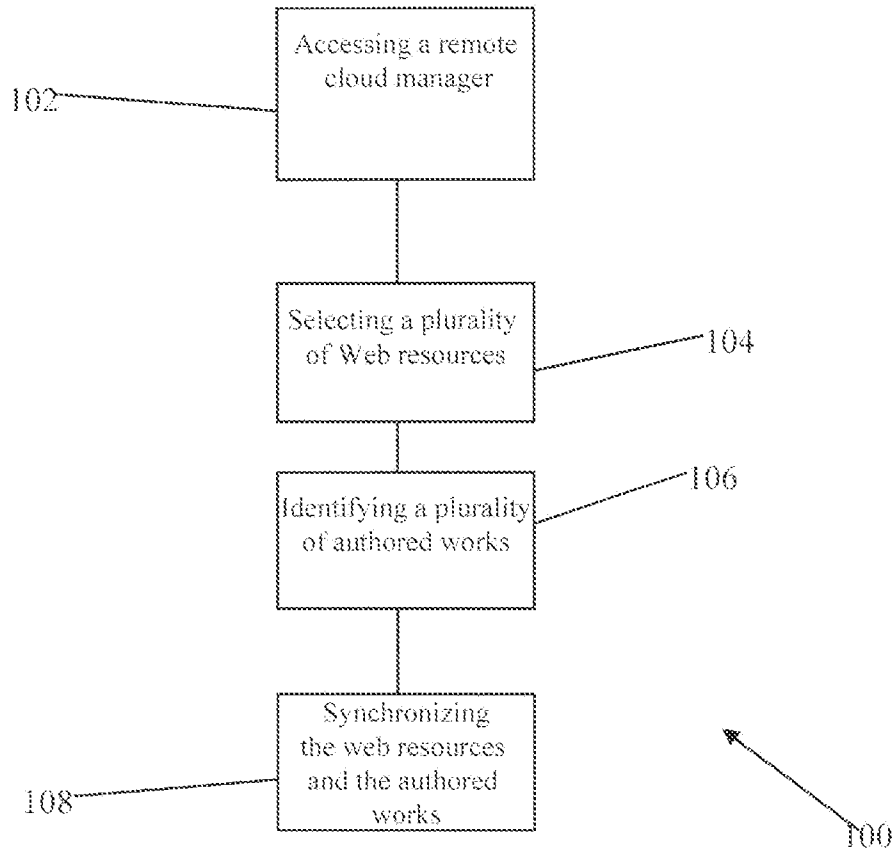 Accessing a remote
cloud manager
102
Selecting a plurality
of Web resources
104
Identifying a plurality
of authored works
106
Synchronizing
the web resources
and the authored
works
108
100